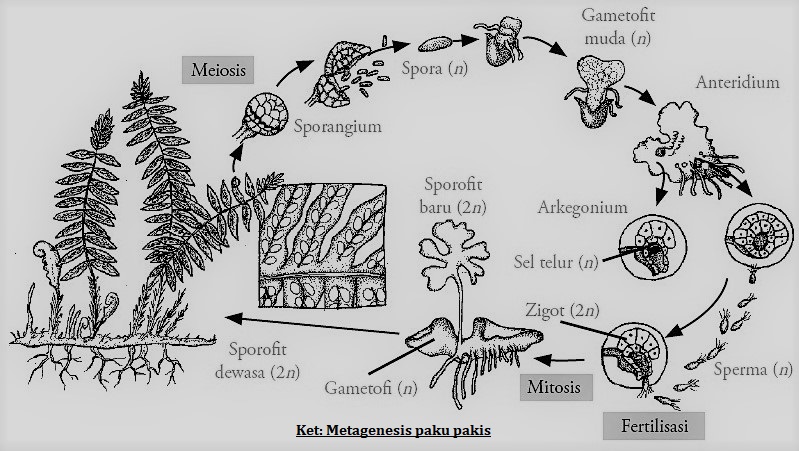 Gametofit
muda (n)
Meiosis
Spora (n)
Anteridium
Sporangium
Sporofit
baru (2n)
Arkegonium
Sel telur (n)
Zigot (2n)
Sporofit
dewasa (2n)
Gametofi (n)
Mitosis
Sperma (n)
Fertilisasi
Ket: Metagenesis paku pakis